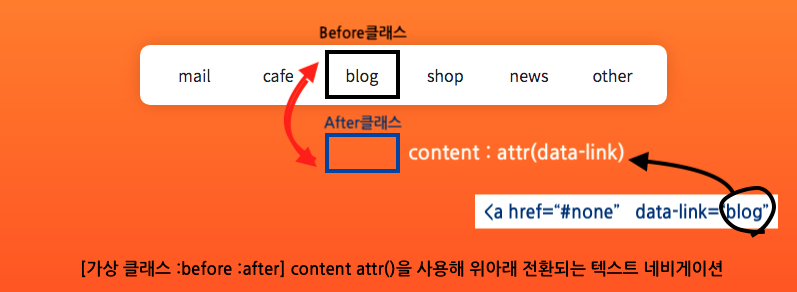 Before클래스
mail cafe blog shop news other
After클래스
content : attr(data-link)
<a href=“#none” data-link=“blog”
[가상 클래스 :before :after] content attr()을 사용해 위아래 전환되는 텍스트 네비게이션